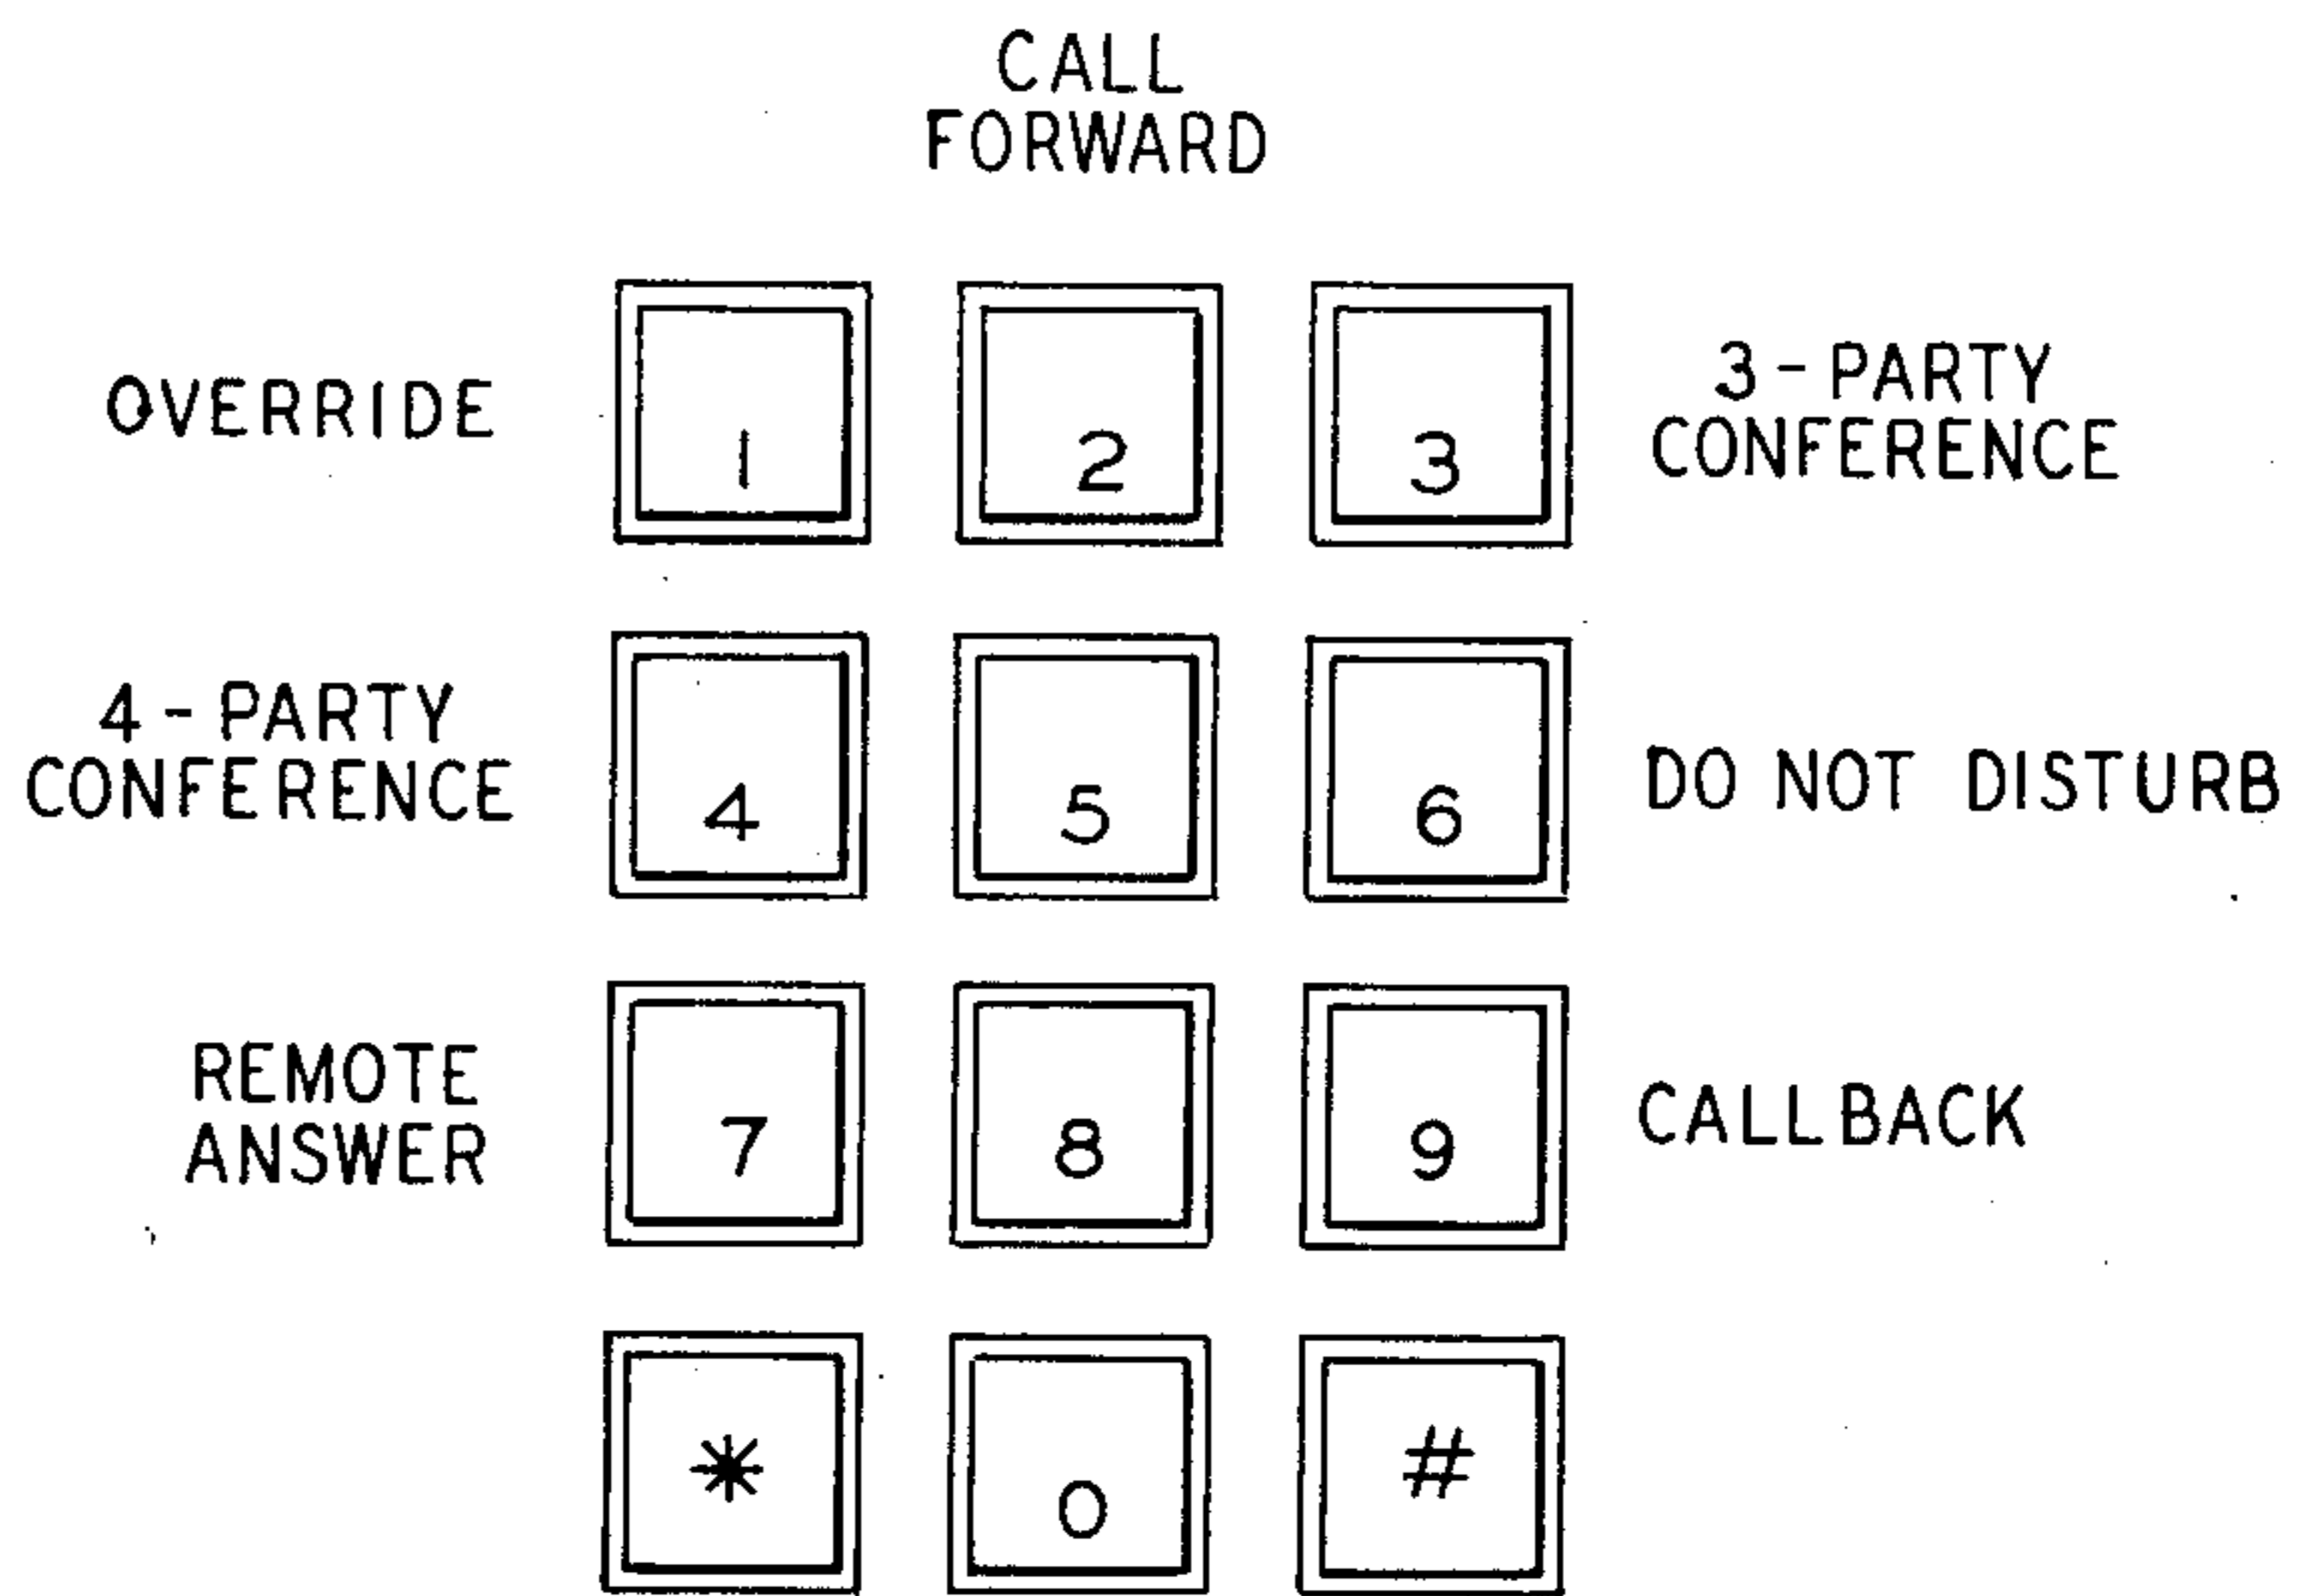 CALL
FORWARD
OVERRIDE
1
2
3
3-PARTY
CONFERENCE
4-PARTY
CONFERENCE
4
5
6
DO NOT DISTURB
REMOTE
ANSWER
7
8
9
CALLBACK
*
0
#